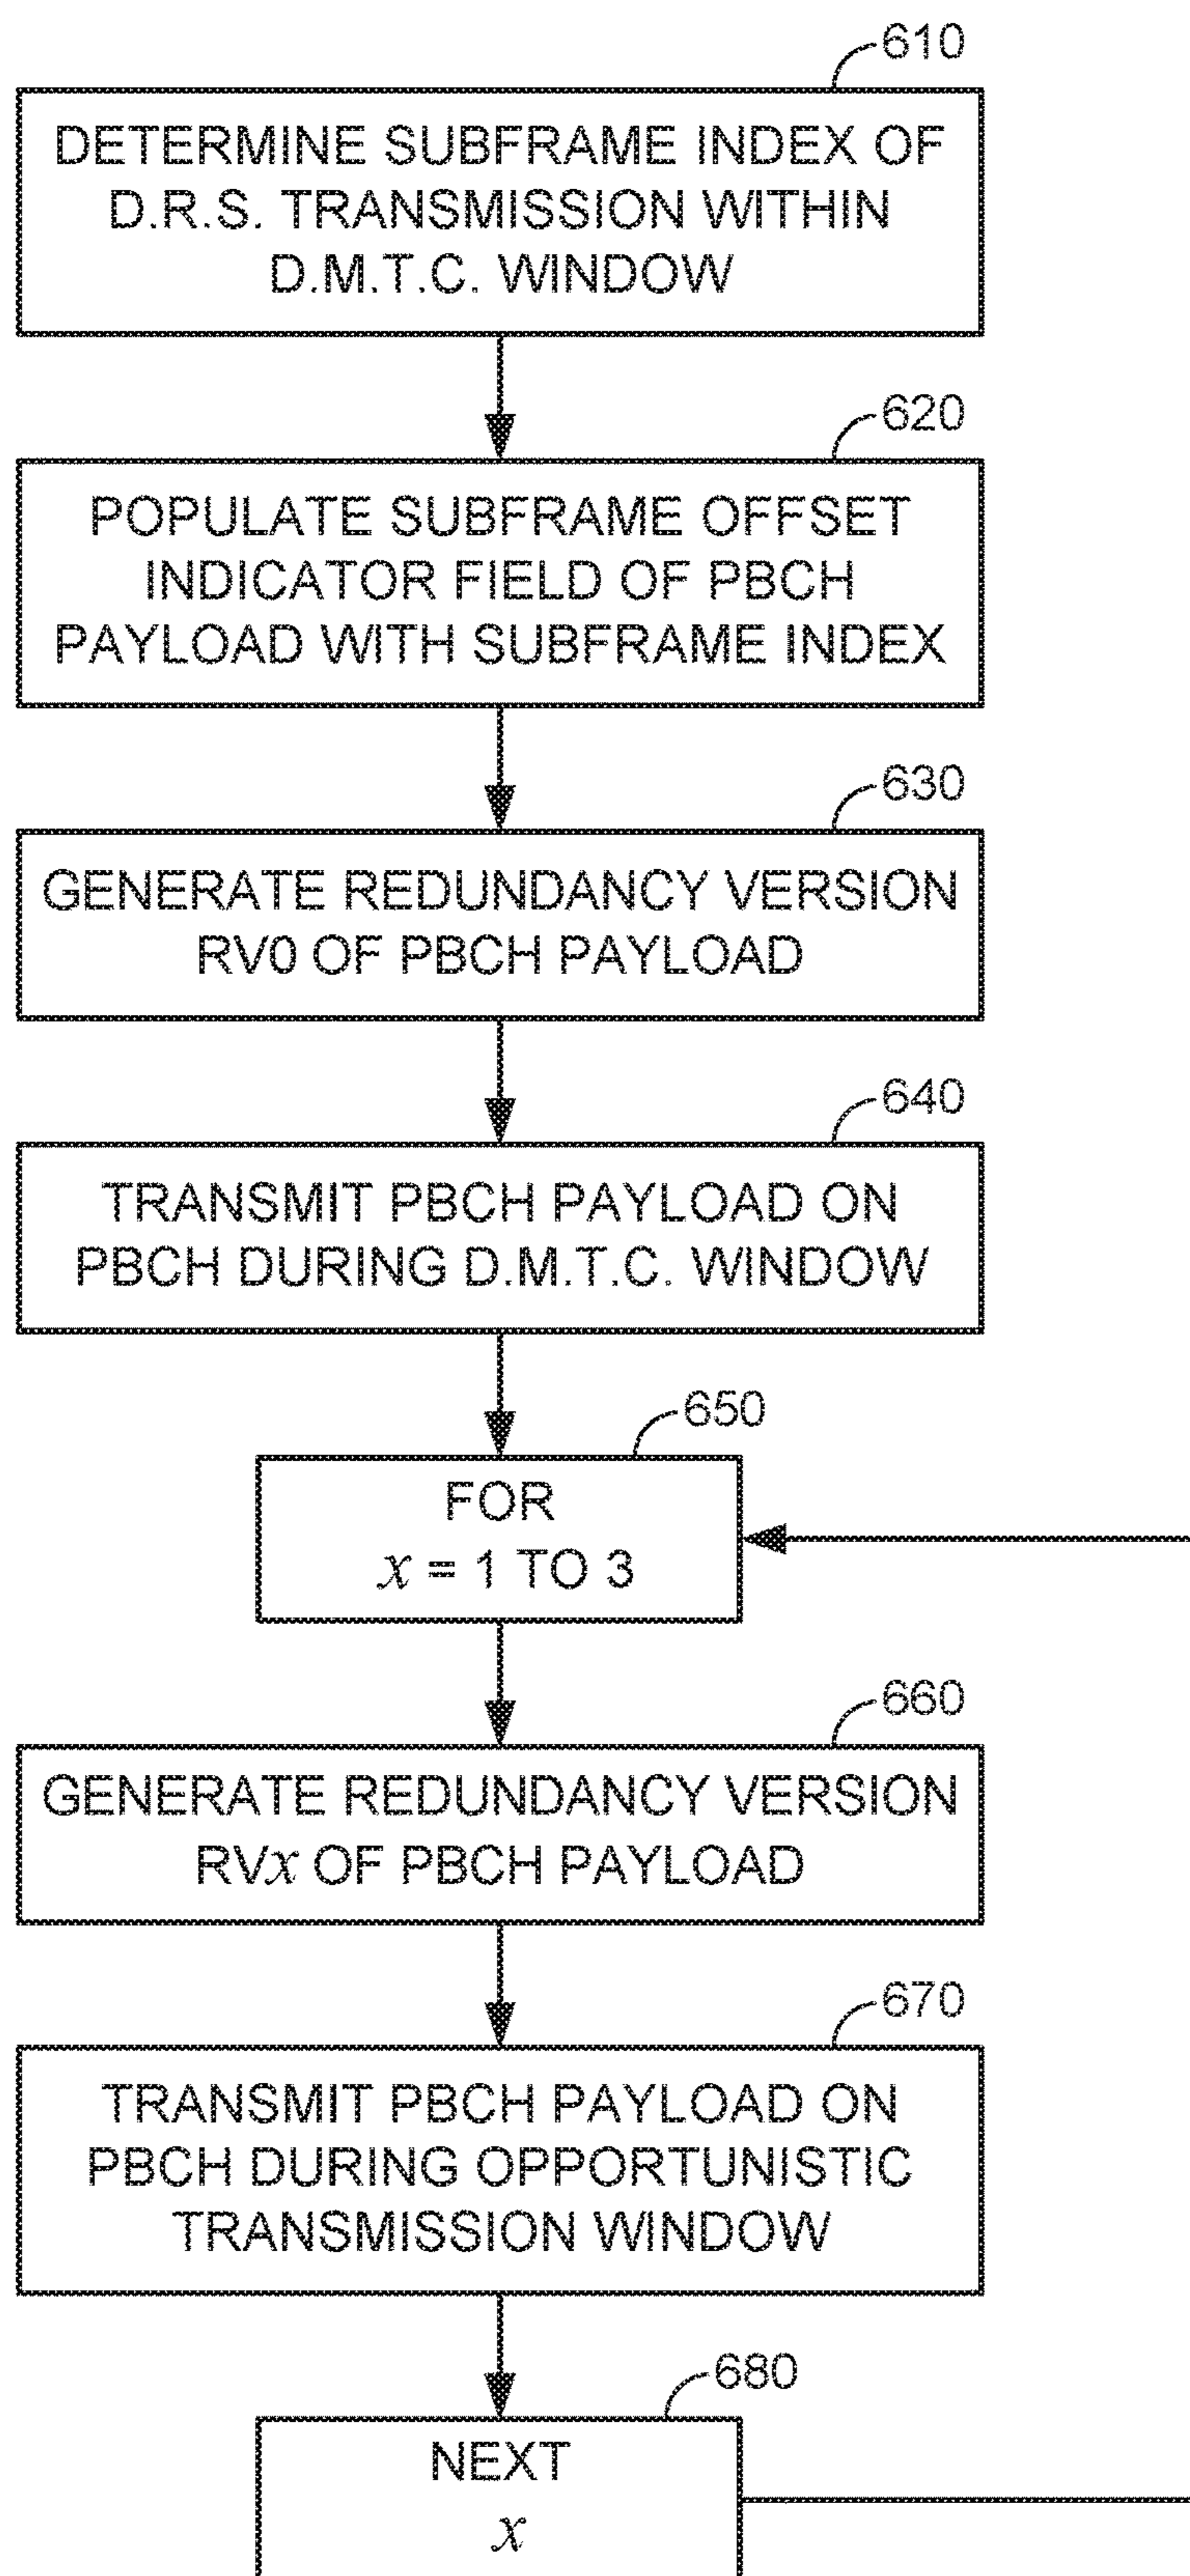 610
DETERMINE SUBFRAME INDEX OF
D.R.S. TRANSMISSION WITHIN
D.M.T.C. WINDOW
620
POPULATE SUBFRAME OFFSET
INDICATOR FIELD OF PBCH
PAYLOAD WITH SUBFRAME INDEX
630
GENERATE REDUNDANCY VERSION
RV0 OF PBCH PAYLOAD
640
TRANSMIT PBCH PAYLOAD ON
PBCH DURING D.M.T.C. WINDOW
650
FOR
x = 1 TO 3
660
GENERATE REDUNDANCY VERSION
RVx OF PBCH PAYLOAD
670
TRANSMIT PBCH PAYLOAD ON
PBCH DURING OPPORTUNISTIC
TRANSMISSION WINDOW
680
NEXT
x